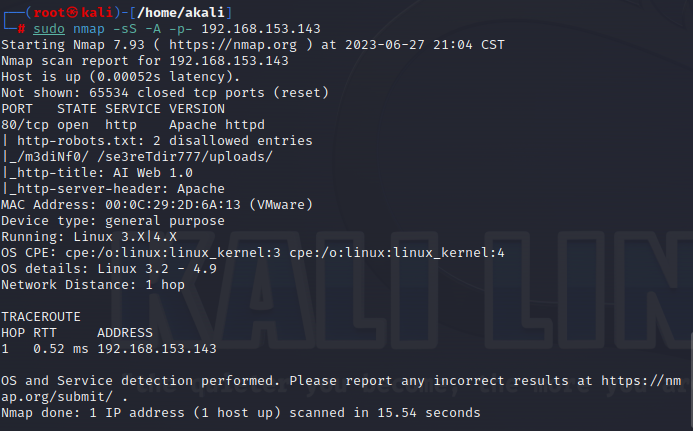 ┌──(root㉿kali)-[/home/akali]
└─# sudo nmap -sS -A -p- 192.168.153.143
Starting Nmap 7.93 ( https://nmap.org ) at 2023-06-27 21:04 CST
Nmap scan report for 192.168.153.143
Host is up (0.00052s latency).
Not shown: 65534 closed tcp ports (reset)
PORT   STATE SERVICE VERSION
80/tcp open  http    Apache httpd
| http-robots.txt: 2 disallowed entries
|_/m3diNf0/ /se3reTdir777/uploads/
|_http-title: AI Web 1.0
|_http-server-header: Apache
MAC Address: 00:0C:29:2D:6A:13 (VMware)
Device type: general purpose
Running: Linux 3.X|4.X
OS CPE: cpe:/o:linux:linux_kernel:3 cpe:/o:linux:linux_kernel:4
OS details: Linux 3.2 - 4.9
Network Distance: 1 hop
KALI LIN
TRACEROUTE
HOP RTT     ADDRESS
1   0.52 ms 192.168.153.143
OS and Service detection performed. Please report any incorrect results at https://nm
ap.org/submit/ .
Nmap done: 1 IP address (1 host up) scanned in 15.54 seconds